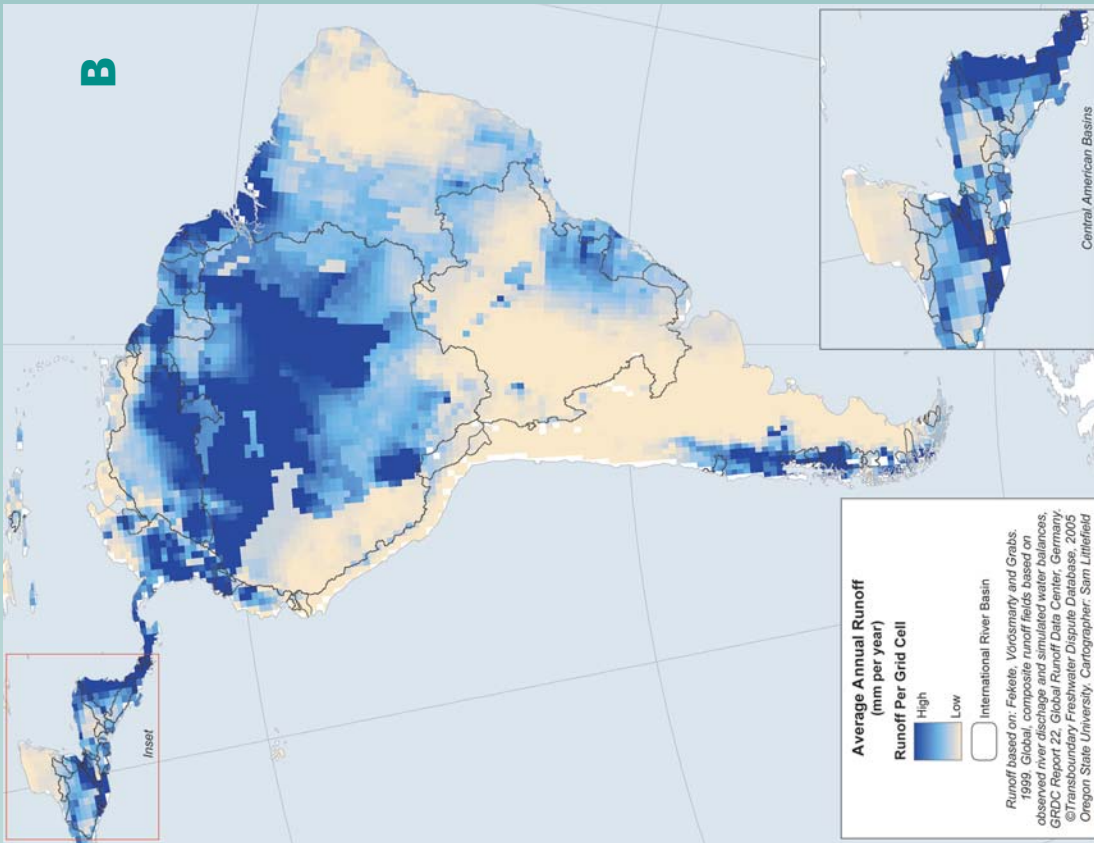 B
Inset
Average Annual Runoff
(mm per year)
Runoff Per Grid Cell
High
Low
International River Basin
Runoff based on: Fekete, Vörösmarty and Grabs.
1999. Global, composite runoff fields based on
observed river dischage and simulated water balances,
GRDC Report 22, Global Runoff Data Center, Germany.
©Transboundary Freshwater Dispute Database, 2005
Oregon State University. Cartographer: Sam Littlefield
Central American Basins